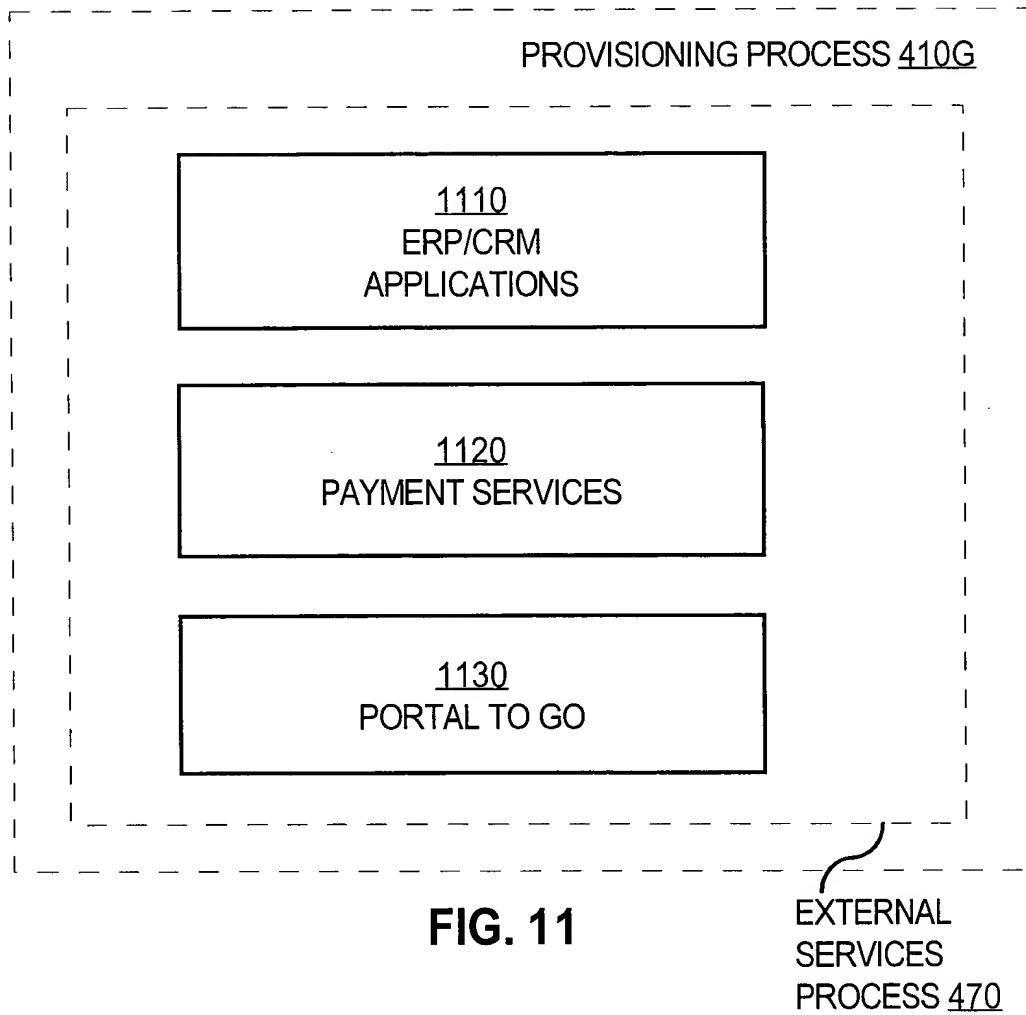 PROVISIONING PROCESS 410G
1110
ERP/CRM
APPLICATIONS
1120
PAYMENT SERVICES
1130
PORTAL TO GO
FIG. 11
EXTERNAL
SERVICES
PROCESS 470